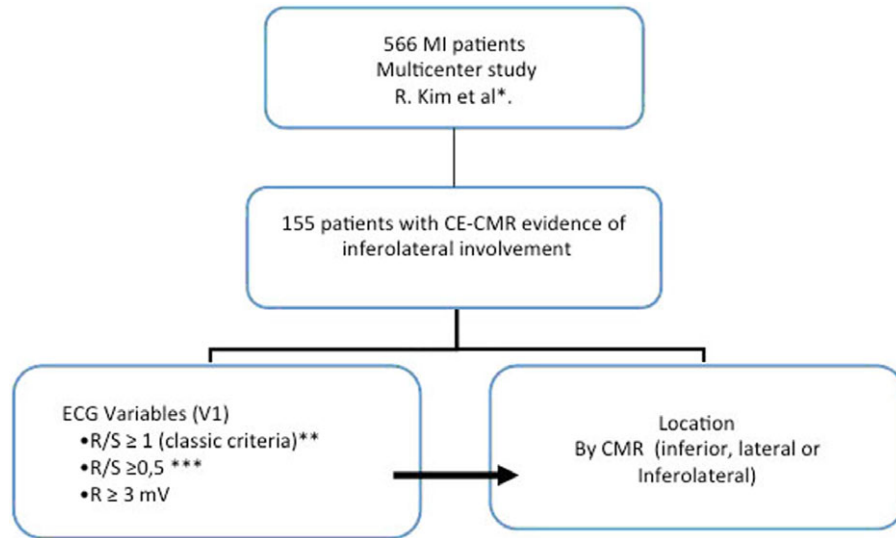 566 MI patients
Multicenter study
R. Kim et al*.
155 patients with CE-CMR evidence of
inferolateral involvement
ECG Variables (V1)
•R/S ≥ 1 (classic criteria)**
•R/S ≥0,5 ***
•R ≥ 3 mV
Location
By CMR (inferior, lateral or
Inferolateral)